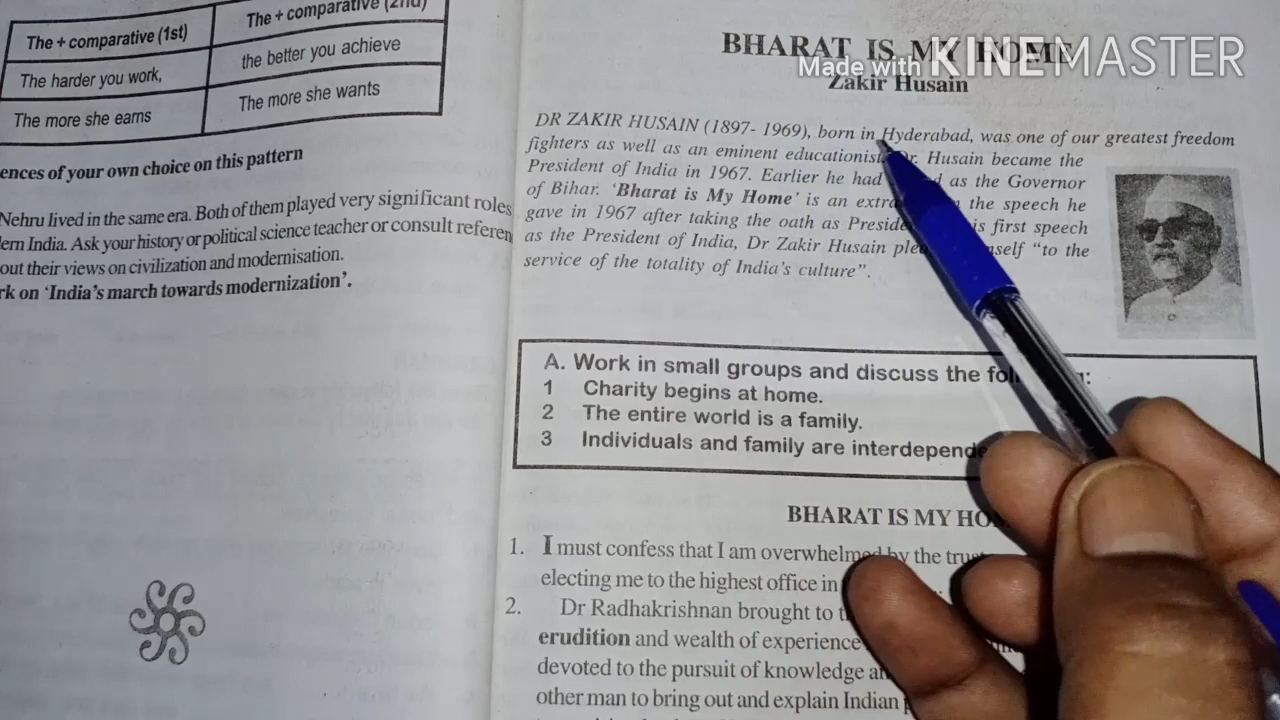 The + comparative (1st)
The + comparative (2nd)
The harder you work,
the better you achieve
The more she earns
The more she wants
ences of your own choice on this pattern
Nehru lived in the same era. Both of them played very significant roles
ern India. Ask your history or political science teacher or consult referen
out their views on civilization and modernisation.
rk on ‘India’s march towards modernization’.
BHARAT IS MY HOME
Made with KINEMASTER
Zakir Husain
DR ZAKIR HUSAIN (1897- 1969), born in Hyderabad, was one of our greatest freedom
fighters as well as an eminent educationist. Dr. Husain became the
President of India in 1967. Earlier he had as the Governor
of Bihar. ‘Bharat is My Home’ is an the speech he
gave in 1967 after taking the oath as first speech
as the President of India, Dr Zakir Husain “to the
service of the totality of India’s culture”.
A. Work in small groups and discuss the
1 Charity begins at home.
2 The entire world is a family.
3 Individuals and family are
BHARAT IS MY
1. I must confess that I am overwhelmed by the
electing me to the highest office in
2. Dr Radhakrishnan brought to
erudition and wealth of experience
devoted to the pursuit of knowledge
other man to bring out and explain Indian